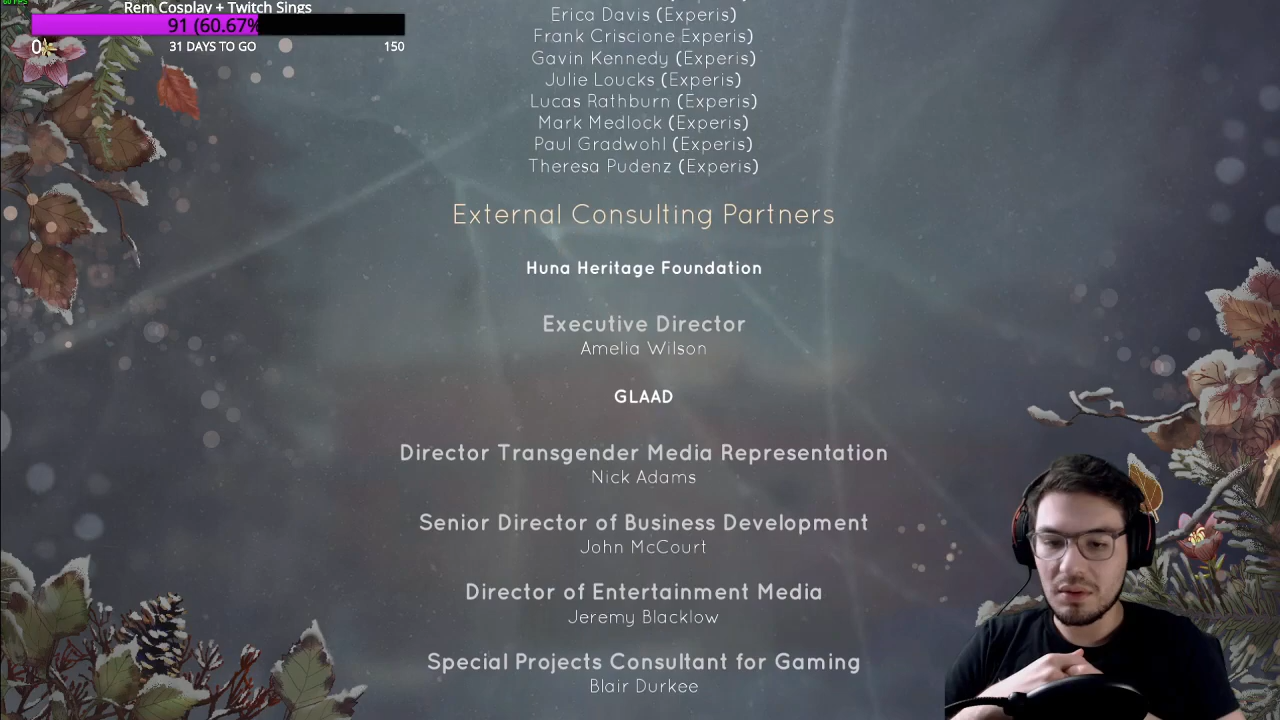 60 FPS
Rem Cosplay + Twitch Sings
91 (60.67%
0
31 DAYS TO GO
150
Erica Davis (Experis)
Frank Criscione Experis)
Gavin Kennedy (Experis)
Julie Loucks (Experis)
Lucas Rathburn (Experis)
Mark Medlock (Experis)
Paul Gradwohl (Experis)
Theresa Pudenz (Experis)
External Consulting Partners
Huna Heritage Foundation
Executive Director
Amelia Wilson
GLAAD
Director Transgender Media Representation
Nick Adams
Senior Director of Business Development
John McCourt
Director of Entertainment Media
Jeremy Blacklow
Special Projects Consultant for Gaming
Blair Durkee